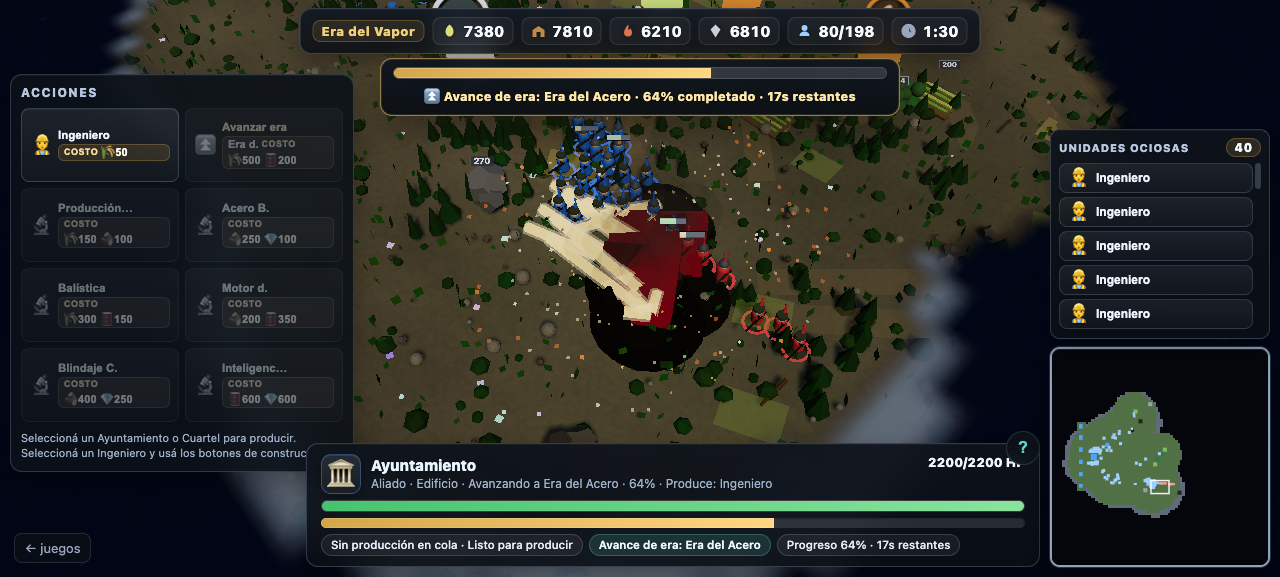 Era del Vapor
7380
7810
6210
6810
80/198
1:30
Avance de era: Era del Acero · 64% completado · 17s restantes
ACCIONES
Ingeniero
COSTO 50
Avanzar era
Era d. COSTO
500 200
Producción...
COSTO
150 100
Acero B.
COSTO
250 100
Balística
COSTO
300 150
Motor d.
COSTO
200 350
Blindaje C.
COSTO
400 250
Inteligenc...
COSTO
600 600
Seleccioná un Ayuntamiento o Cuartel para producir.
Seleccioná un Ingeniero y usá los botones de construc
270
200
4
UNIDADES OCIOSAS 40
Ingeniero
Ingeniero
Ingeniero
Ingeniero
Ingeniero
?
Ayuntamiento
2200/2200 HP
Aliado · Edificio · Avanzando a Era del Acero · 64% · Produce: Ingeniero
Sin producción en cola · Listo para producir
Avance de era: Era del Acero
Progreso 64% · 17s restantes
← juegos